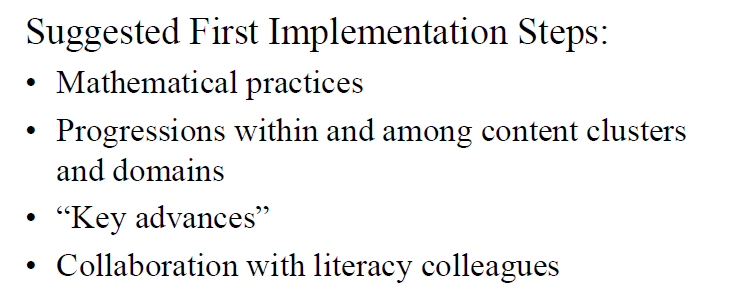 Suggested First Implementation Steps:
• Mathematical practices
• Progressions within and among content clusters
and domains
• “Key advances”
• Collaboration with literacy colleagues